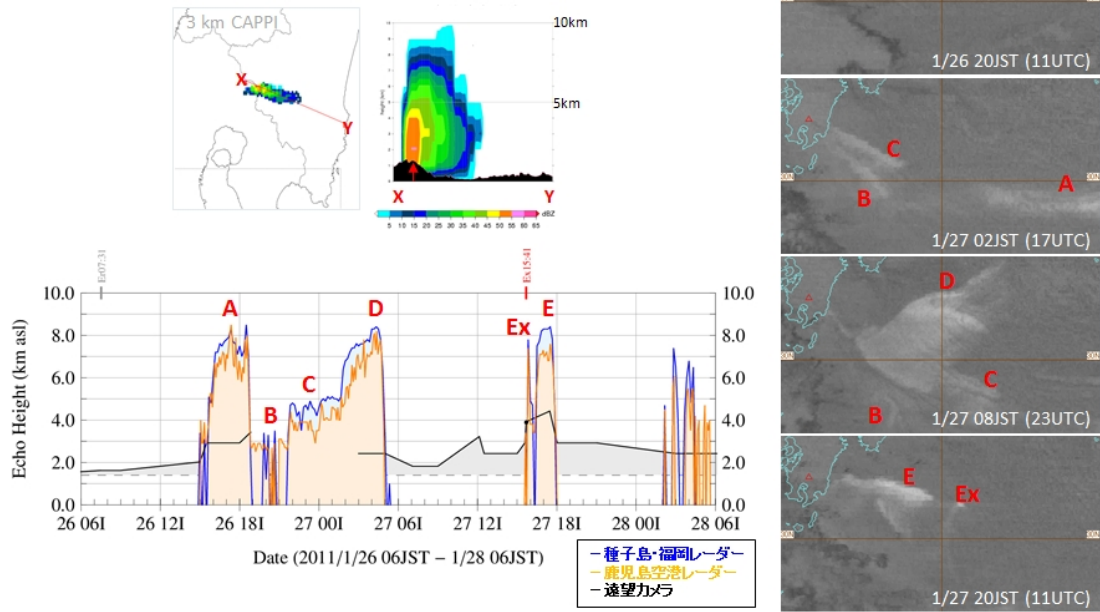 3 km CAPPI
X
Y
10km
5km
X
Y
5 10 15 20 25 30 35 40 45 50 55 60 65 dBZ
1/26 20JST (11UTC)
C
B
A
30N
1/27 02JST (17UTC)
D
C
B
1/27 08JST (23UTC)
E
Ex
1/27 20JST (11UTC)
Er07:31
Ex15:41
10.0 10.0
A D Ex E
8.0 8.0
6.0 6.0
C
4.0 4.0
B
2.0 2.0
0.0 0.0
Echo Height (km asl)
26 06I 26 12I 26 18I 27 00I 27 06I 27 12I 27 18I 28 00I 28 06I
Date (2011/1/26 06JST – 1/28 06JST)
種子島・福岡レーダー
鹿児島空港レーダー
遠望カメラ